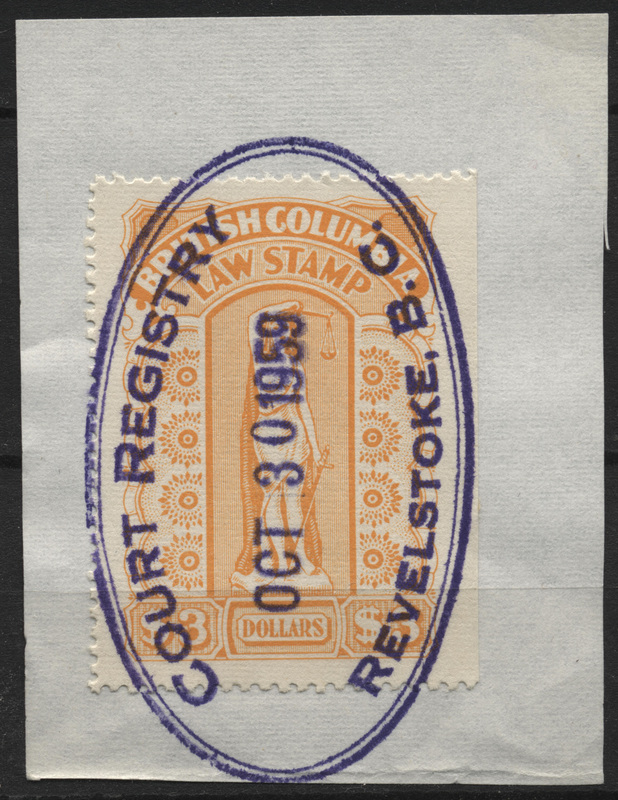 BRITISH COLUMBIA
LAW STAMP
$3 DOLLARS $3
COURT REGISTRY
OCT 30 1959
REVELSTOKE, B.C.